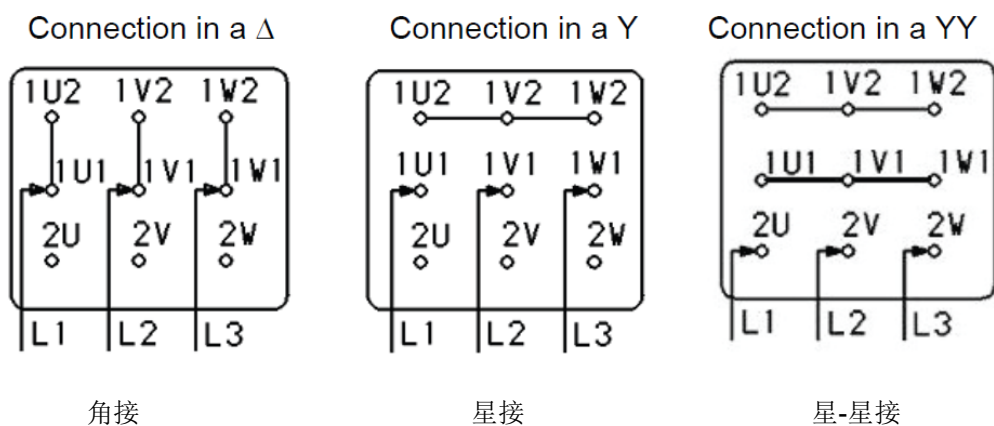 Connection in a Δ
Connection in a Y
Connection in a YY
1U2 1V2 1W2
1U1 1V1 1W1
2U 2V 2W
L1 L2 L3
1U2 1V2 1W2
1U1 1V1 1W1
2U 2V 2W
L1 L2 L3
1U2 1V2 1W2
1U1 1V1 1W1
2U 2V 2W
L1 L2 L3
角接
星接
星-星接